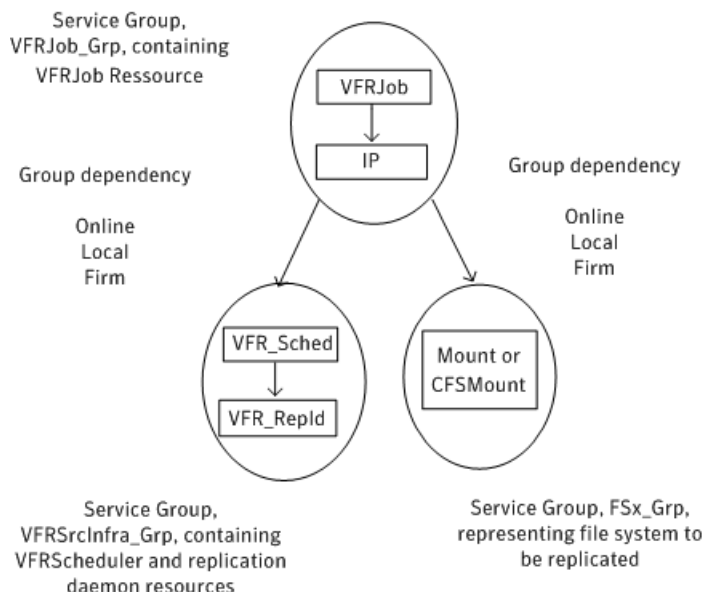 Service Group,
VFRJob_Grp, containing
VFRJob Ressource
VFRJob
IP
Group dependency
Online
Local
Firm
Group dependency
Online
Local
Firm
VFR_Sched
VFR_Repld
Mount or
CFSMount
Service Group,
VFRSrcInfra_Grp, containing
VFRScheduler and replication
daemon resources
Service Group, FSx_Grp,
representing file system to
be replicated